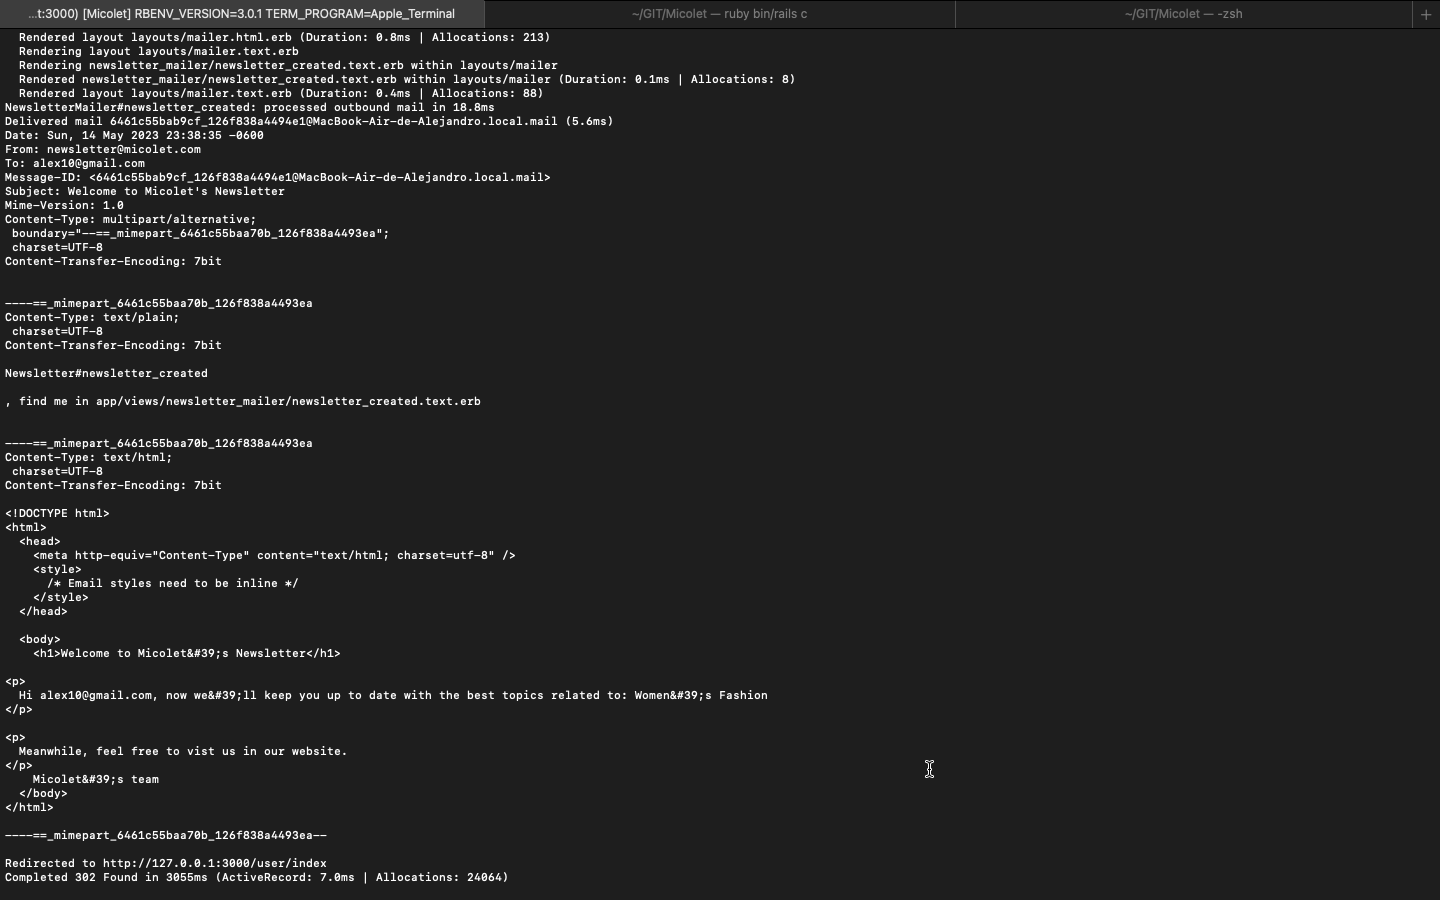 ...t:3000) [Micolet] RBENV_VERSION=3.0.1 TERM_PROGRAM=Apple_Terminal
~/GIT/Micolet — ruby bin/rails c
~/GIT/Micolet — -zsh
+
Rendered layout layouts/mailer.html.erb (Duration: 0.8ms | Allocations: 213)
Rendering layout layouts/mailer.text.erb
Rendering newsletter_mailer/newsletter_created.text.erb within layouts/mailer
Rendered newsletter_mailer/newsletter_created.text.erb within layouts/mailer (Duration: 0.1ms | Allocations: 8)
Rendered layout layouts/mailer.text.erb (Duration: 0.4ms | Allocations: 88)
NewsletterMailer#newsletter_created: processed outbound mail in 18.8ms
Delivered mail 6461c55bab9cf_126f838a4494e1@MacBook-Air-de-Alejandro.local.mail (5.6ms)
Date: Sun, 14 May 2023 23:38:35 -0600
From: newsletter@micolet.com
To: alex10@gmail.com
Message-ID: <6461c55bab9cf_126f838a4494e1@MacBook-Air-de-Alejandro.local.mail>
Subject: Welcome to Micolet's Newsletter
Mime-Version: 1.0
Content-Type: multipart/alternative;
boundary="--==_mimepart_6461c55baa70b_126f838a4493ea";
charset=UTF-8
Content-Transfer-Encoding: 7bit
----==_mimepart_6461c55baa70b_126f838a4493ea
Content-Type: text/plain;
charset=UTF-8
Content-Transfer-Encoding: 7bit
Newsletter#newsletter_created
, find me in app/views/newsletter_mailer/newsletter_created.text.erb
----==_mimepart_6461c55baa70b_126f838a4493ea
Content-Type: text/html;
charset=UTF-8
Content-Transfer-Encoding: 7bit
<!DOCTYPE html>
<html>
<head>
<meta http-equiv="Content-Type" content="text/html; charset=utf-8" />
<style>
/* Email styles need to be inline */
</style>
</head>
<body>
<h1>Welcome to Micolet&#39;s Newsletter</h1>
<p>
Hi alex10@gmail.com, now we&#39;ll keep you up to date with the best topics related to: Women&#39;s Fashion
</p>
<p>
Meanwhile, feel free to vist us in our website.
</p>
Micolet&#39;s team
</body>
</html>
----==_mimepart_6461c55baa70b_126f838a4493ea--
Redirected to http://127.0.0.1:3000/user/index
Completed 302 Found in 3055ms (ActiveRecord: 7.0ms | Allocations: 24064)